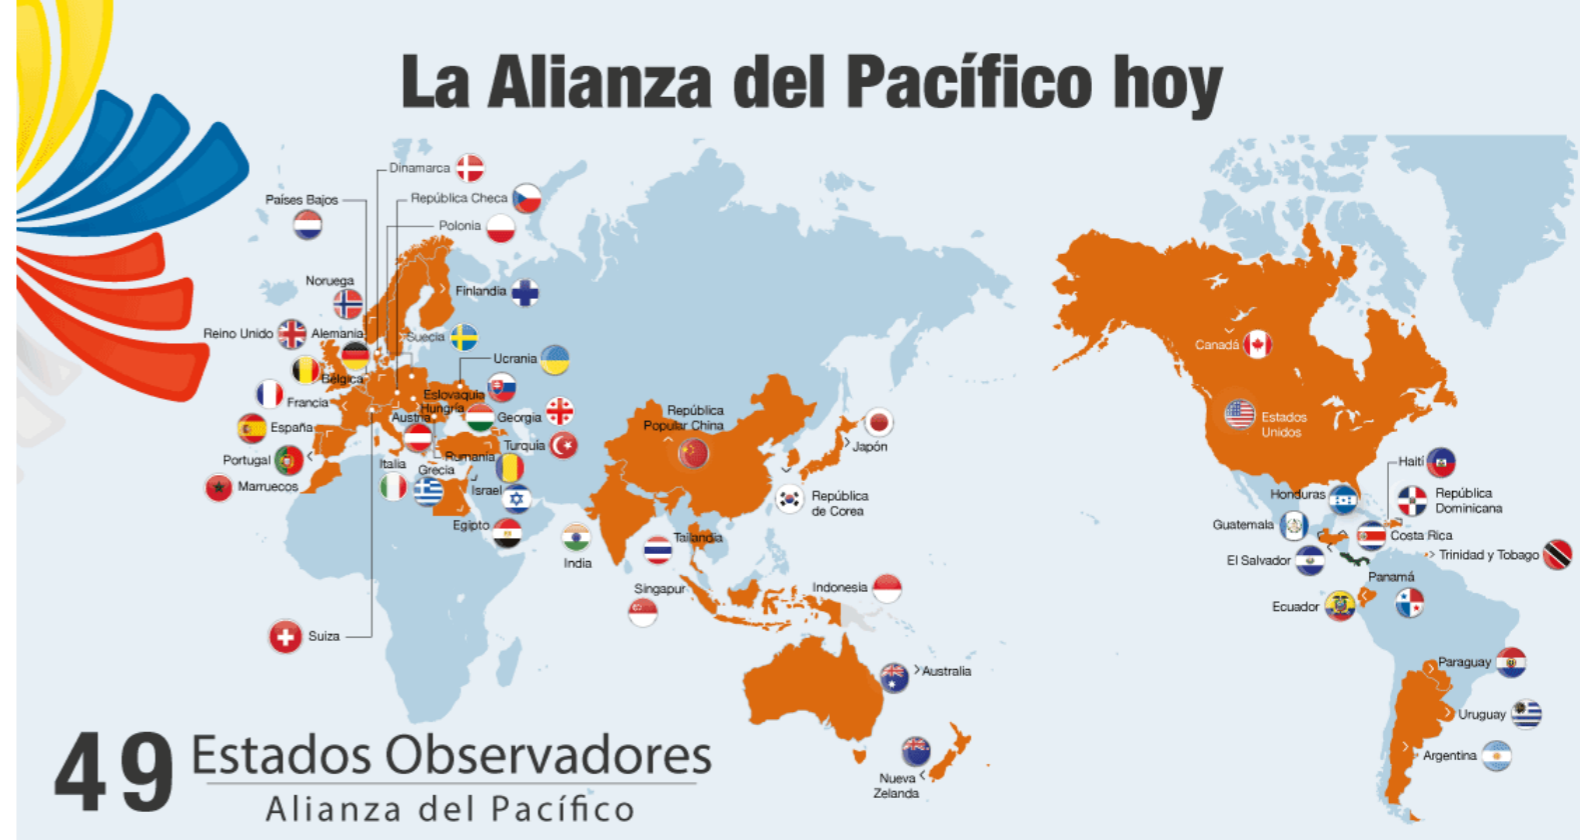 La Alianza del Pacífico hoy
Dinamarca
República Checa
Países Bajos
Polonia
Noruega
Finlandia
Reino Unido
Alemania
Suecia
Ucrania
Bélgica
Eslovaquia
Francia
Hungría
Austria
Georgia
España
Turquía
Portugal
Italia
Grecia
Rumanía
Marruecos
Israel
Egipto
Suiza
República
Popular China
Japón
República
de Corea
India
Tailandia
Singapur
Indonesia
Australia
Nueva
Zelanda
Canadá
Estados
Unidos
Haití
Honduras
República
Dominicana
Guatemala
Costa Rica
El Salvador
Trinidad y Tobago
Panamá
Ecuador
Paraguay
Uruguay
Argentina
49 Estados Observadores
Alianza del Pacífico